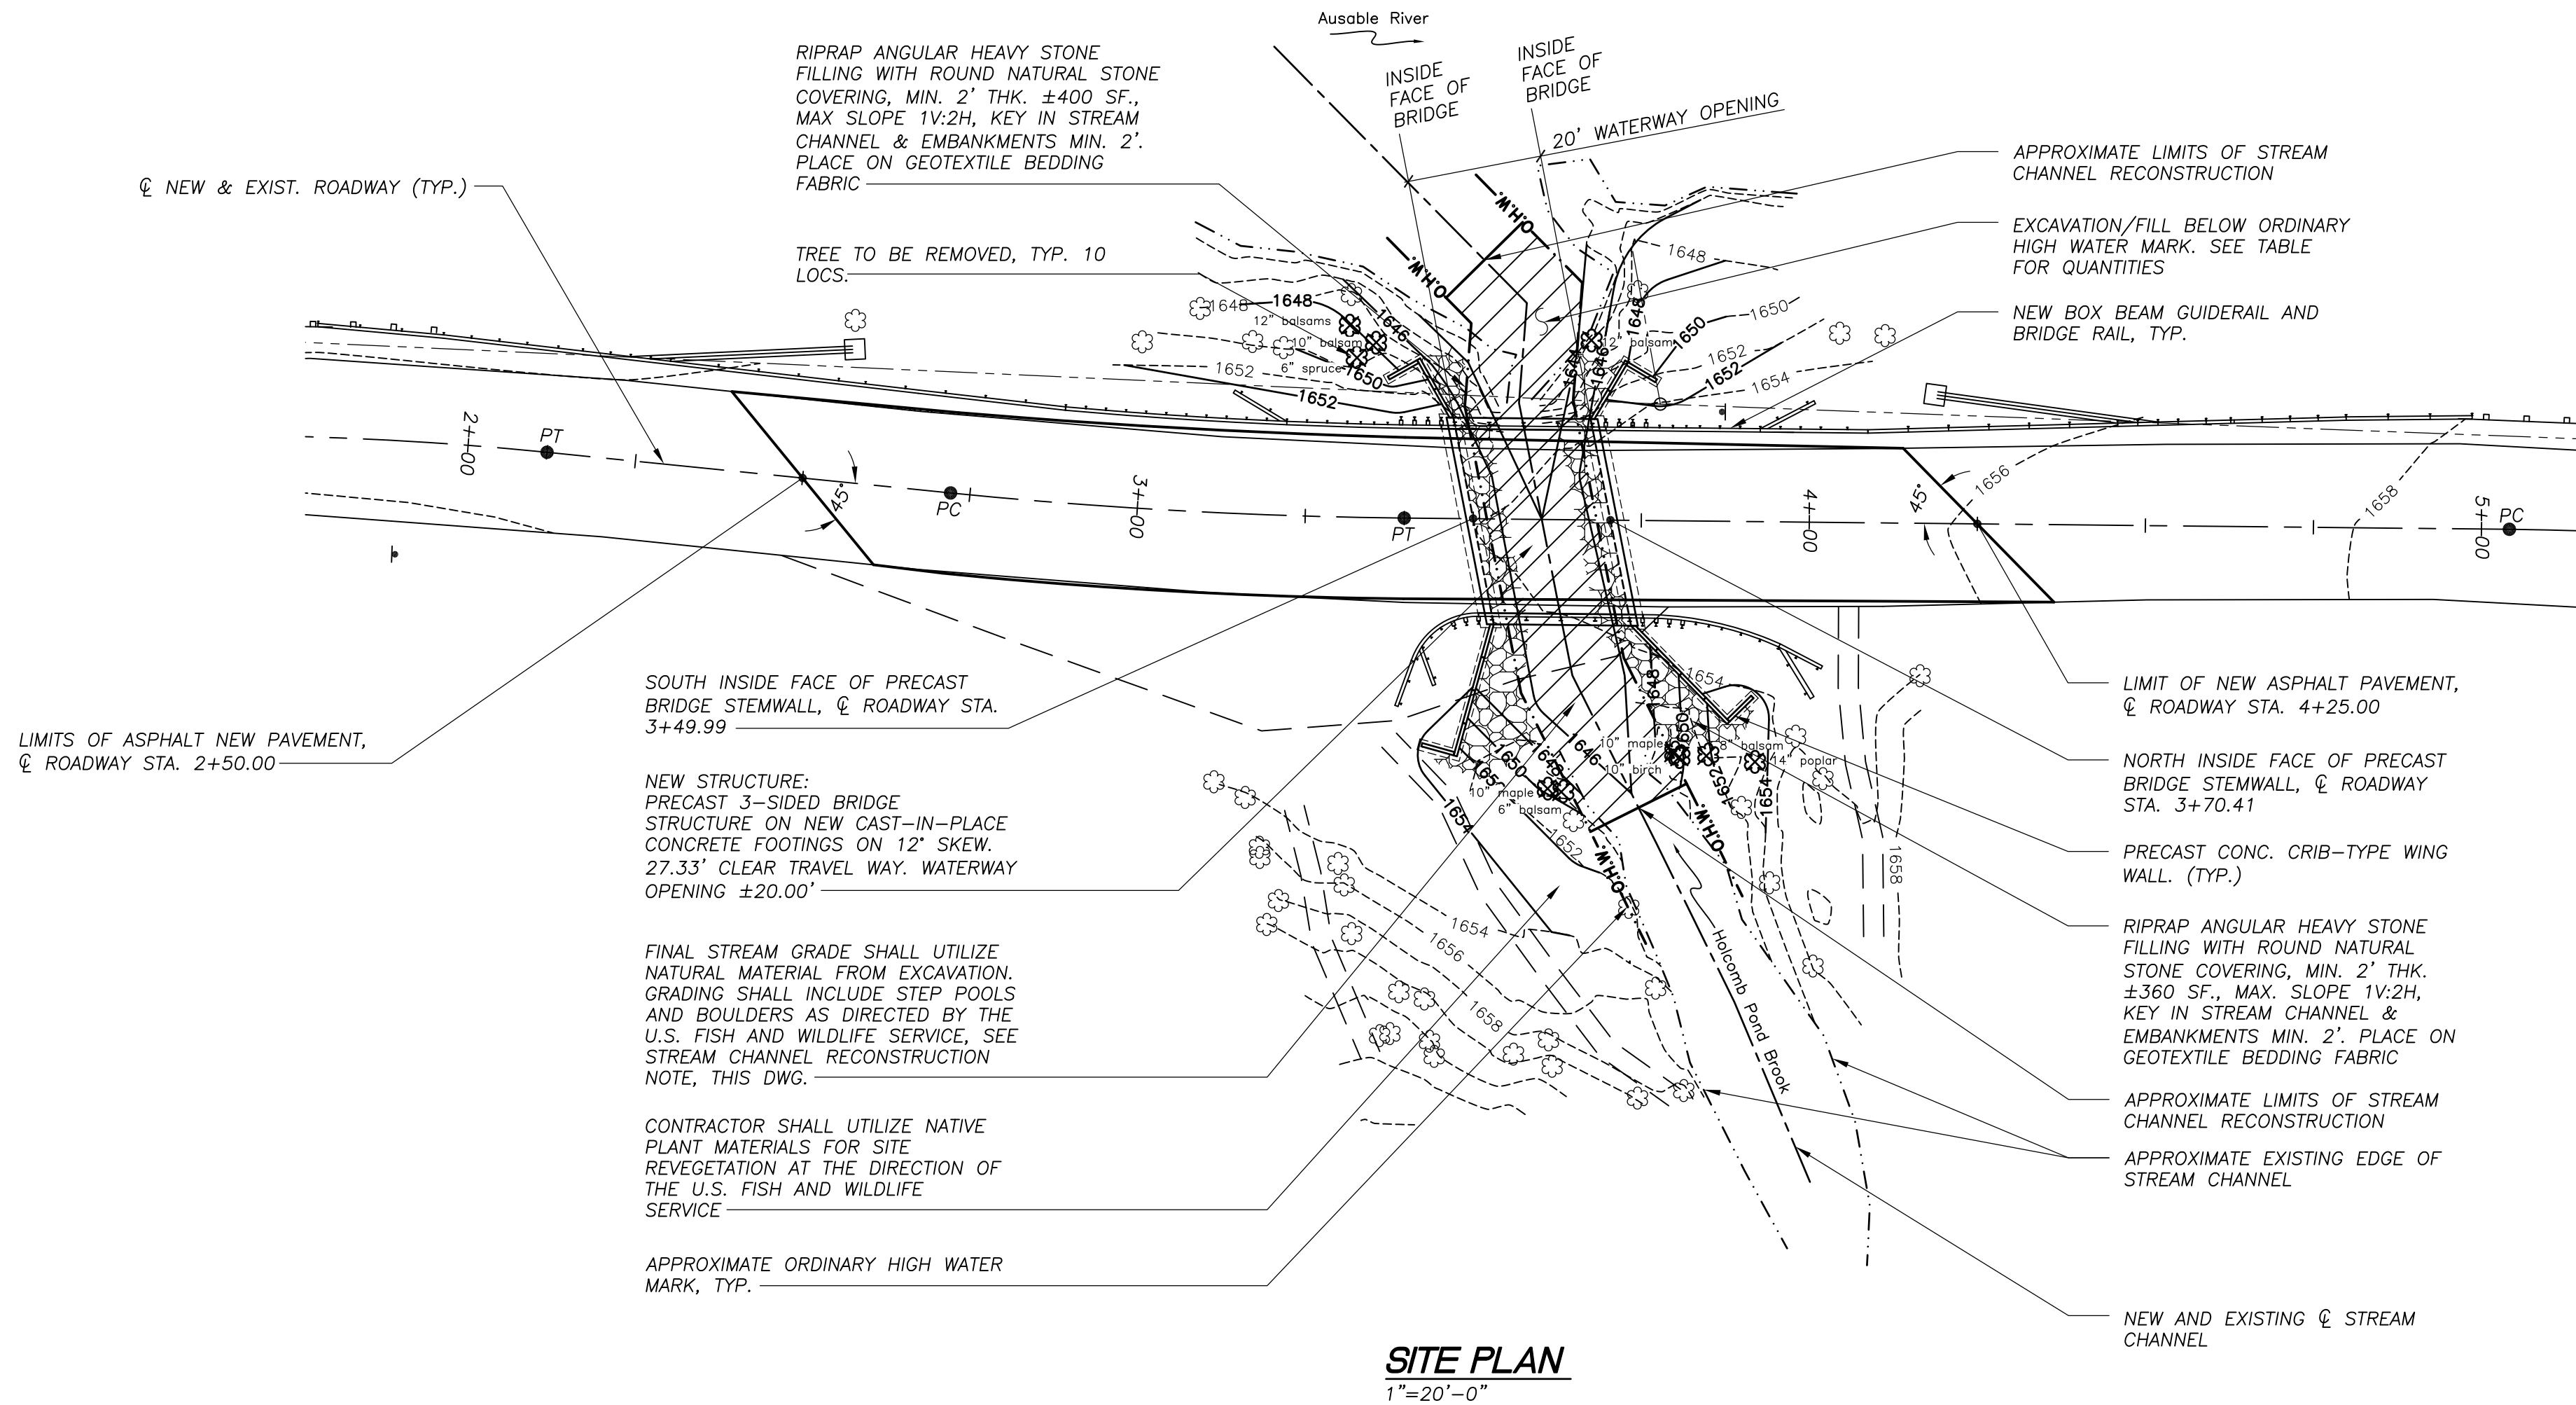 Ausable River
RIPRAP ANGULAR HEAVY STONE
FILLING WITH ROUND NATURAL STONE
COVERING, MIN. 2' THK. ±400 SF.,
MAX SLOPE 1V:2H, KEY IN STREAM
CHANNEL & EMBANKMENTS MIN. 2'.
PLACE ON GEOTEXTILE BEDDING
FABRIC
INSIDE
FACE OF
BRIDGE
INSIDE
FACE OF
BRIDGE
20' WATERWAY OPENING
APPROXIMATE LIMITS OF STREAM
CHANNEL RECONSTRUCTION
℄ NEW & EXIST. ROADWAY (TYP.)
EXCAVATION/FILL BELOW ORDINARY
HIGH WATER MARK. SEE TABLE
FOR QUANTITIES
TREE TO BE REMOVED, TYP. 10
LOCS.
NEW BOX BEAM GUIDERAIL AND
BRIDGE RAIL, TYP.
O.H.W.
O.H.W.
1648
1648
1646
12" balsams
10" balsam
6" spruce
1650
1652
1652
1648
1648
1650
1650
12" balsam
1644
1646
1652
1652
1654
2+00
PT
45°
PC
3+00
PT
4+00
45°
1656
1658
5+00
PC
SOUTH INSIDE FACE OF PRECAST
BRIDGE STEMWALL, ℄ ROADWAY STA.
3+49.99
LIMITS OF ASPHALT NEW PAVEMENT,
℄ ROADWAY STA. 2+50.00
NEW STRUCTURE:
PRECAST 3-SIDED BRIDGE
STRUCTURE ON NEW CAST-IN-PLACE
CONCRETE FOOTINGS ON 12° SKEW.
27.33' CLEAR TRAVEL WAY. WATERWAY
OPENING ±20.00'
FINAL STREAM GRADE SHALL UTILIZE
NATURAL MATERIAL FROM EXCAVATION.
GRADING SHALL INCLUDE STEP POOLS
AND BOULDERS AS DIRECTED BY THE
U.S. FISH AND WILDLIFE SERVICE, SEE
STREAM CHANNEL RECONSTRUCTION
NOTE, THIS DWG.
CONTRACTOR SHALL UTILIZE NATIVE
PLANT MATERIALS FOR SITE
REVEGETATION AT THE DIRECTION OF
THE U.S. FISH AND WILDLIFE
SERVICE
APPROXIMATE ORDINARY HIGH WATER
MARK, TYP.
1654
1648
1650
10" maple
8" balsam
10" birch
14" poplar
1652
1654
1646
1648
1650
1652
10" maple
6" balsam
1654
1652
O.H.W.
O.H.W.
1658
1654
1656
1658
Holcomb Pond Brook
LIMIT OF NEW ASPHALT PAVEMENT,
℄ ROADWAY STA. 4+25.00
NORTH INSIDE FACE OF PRECAST
BRIDGE STEMWALL, ℄ ROADWAY
STA. 3+70.41
PRECAST CONC. CRIB-TYPE WING
WALL. (TYP.)
RIPRAP ANGULAR HEAVY STONE
FILLING WITH ROUND NATURAL
STONE COVERING, MIN. 2' THK.
±360 SF., MAX. SLOPE 1V:2H,
KEY IN STREAM CHANNEL &
EMBANKMENTS MIN. 2'. PLACE ON
GEOTEXTILE BEDDING FABRIC
APPROXIMATE LIMITS OF STREAM
CHANNEL RECONSTRUCTION
APPROXIMATE EXISTING EDGE OF
STREAM CHANNEL
NEW AND EXISTING ℄ STREAM
CHANNEL
SITE PLAN
1"=20'-0"